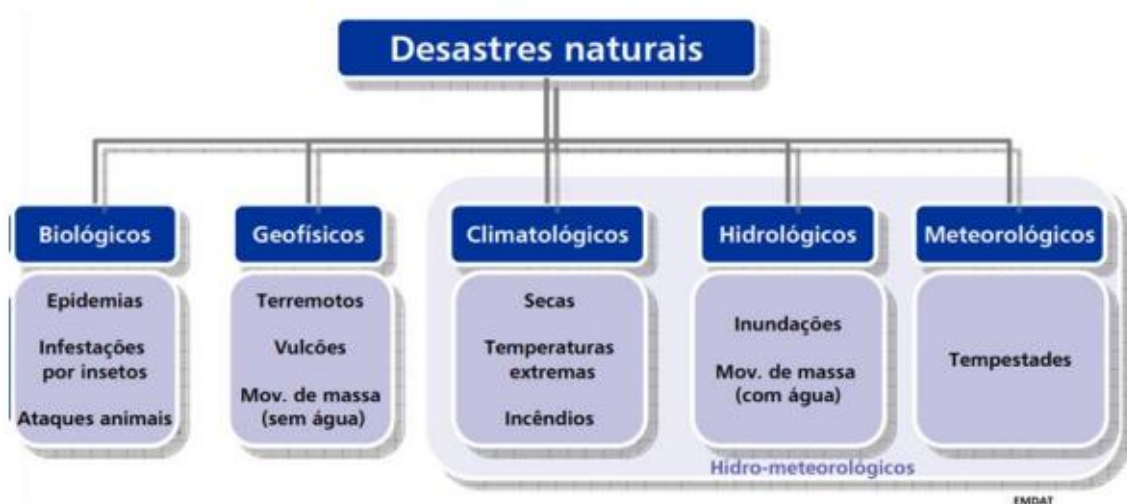 Desastres naturais
Biológicos
Epidemias
Infestações
por insetos
Ataques animais
Geofísicos
Terremotos
Vulcões
Mov. de massa
(sem água)
Climatológicos
Secas
Temperaturas
extremas
Incêndios
Hidrológicos
Inundações
Mov. de massa
(com água)
Meteorológicos
Tempestades
Hidro-meteorológicos
EMDAT